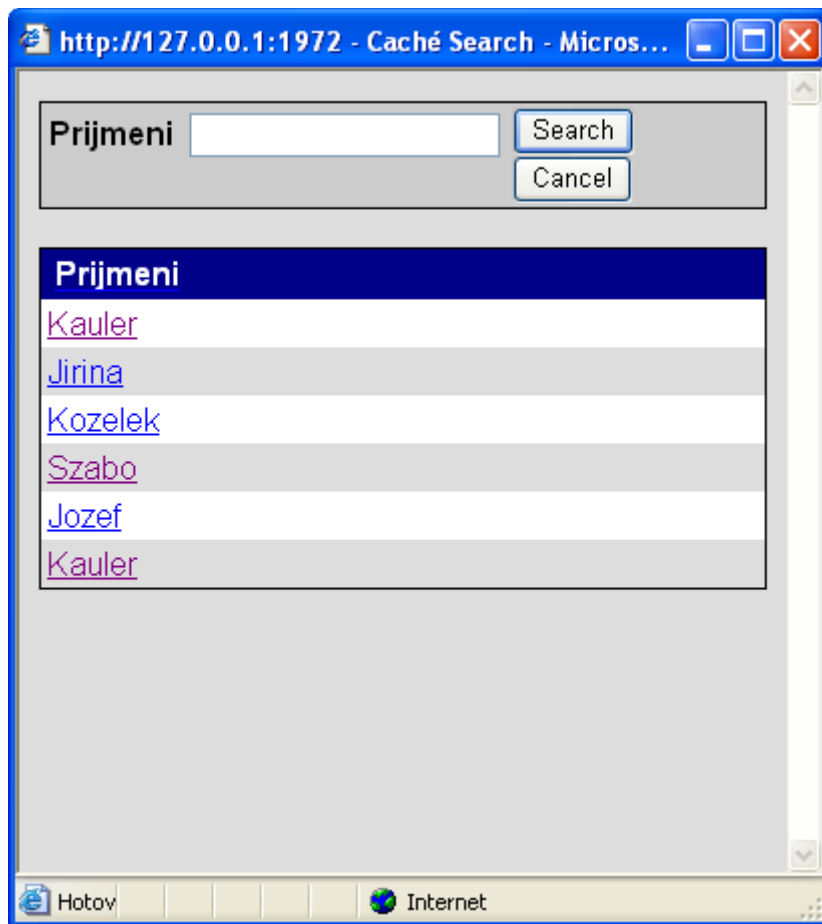 http://127.0.0.1:1972 - Caché Search - Micros...
Prijmeni Search
Cancel
Prijmeni
Kauler
Jirina
Kozelek
Szabo
Jozef
Kauler
Hotov Internet